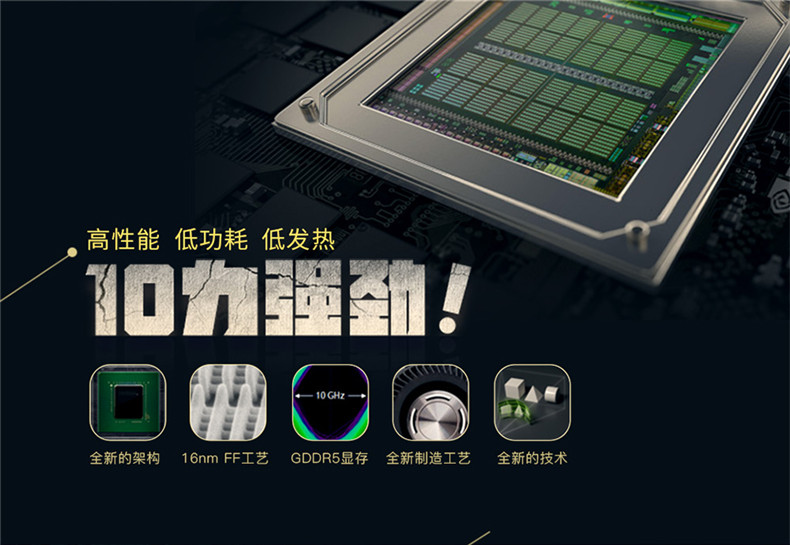 高性能 低功耗 低发热
10力强劲!
10 GHz
全新的架构
16nm FF工艺
GDDR5显存
全新制造工艺
全新的技术